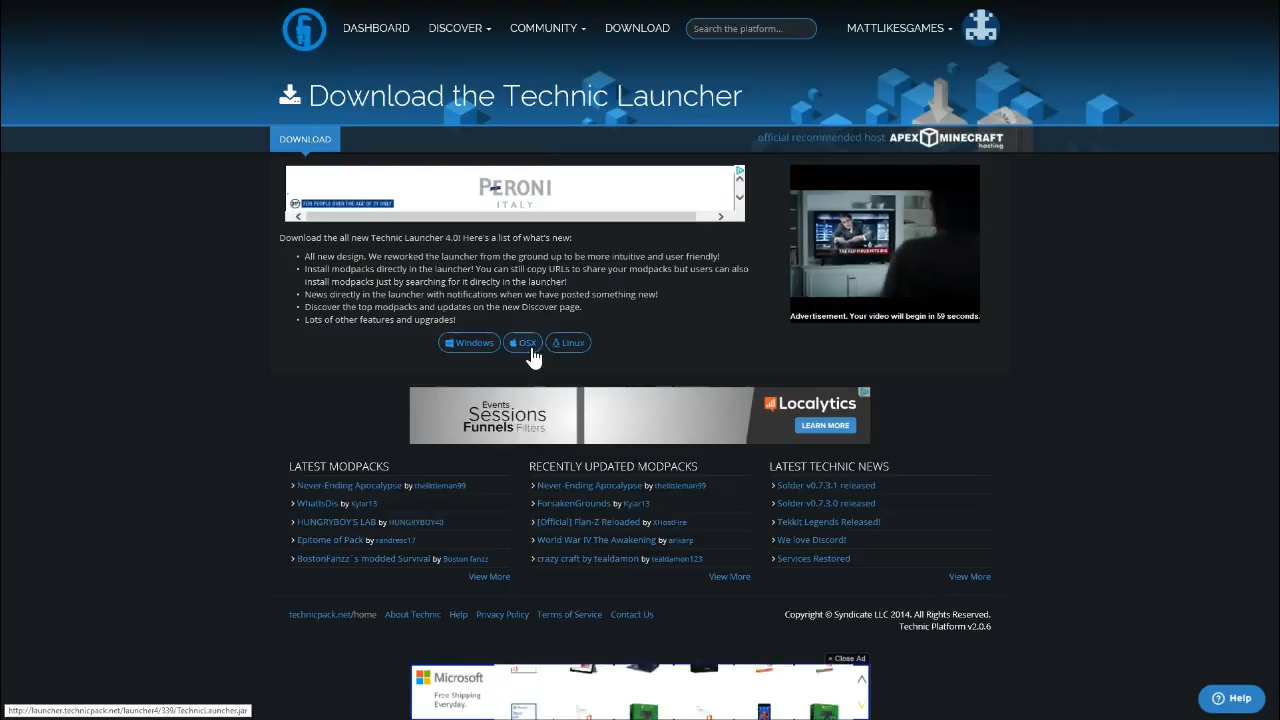 DASHBOARD DISCOVER COMMUNITY DOWNLOAD Search the platform... MATTLIKESGAMES
Download the Technic Launcher
DOWNLOAD
official recommended host APEX MINECRAFT
hosting
PERONI
ITALY
FOR PEOPLE OVER THE AGE OF 21 ONLY
Download the all new Technic Launcher 4.0! Here's a list of what's new:
• All new design. We reworked the launcher from the ground up to be more intuitive and user friendly!
• Install modpacks directly in the launcher! You can still copy URLs to share your modpacks but users can also
install modpacks just by searching for it direclty in the launcher!
• News directly in the launcher with notifications when we have posted something new!
• Discover the top modpacks and updates on the new Discover page.
• Lots of other features and upgrades!
Advertisement. Your video will begin in 59 seconds.
Windows OSX Linux
Events
Sessions
Funnels Filters
Localytics
LEARN MORE
LATEST MODPACKS
Never-Ending Apocalypse by thelittleman99
WhatIsDis by Kylar13
HUNGRYBOY'S LAB by HUNGRYBOY40
Epitome of Pack by randresc17
BostonFanzz`s modded Survival by Boston fanzz
View More
RECENTLY UPDATED MODPACKS
Never-Ending Apocalypse by thelittleman99
ForsakenGrounds by Kylar13
[Official] Flan-Z Reloaded by XHostFire
World War IV The Awakening by arikarp
crazy craft by tealdamon by tealdamon123
View More
LATEST TECHNIC NEWS
Solder v0.7.3.1 released
Solder v0.7.3.0 released
Tekkit Legends Released!
We love Discord!
Services Restored
View More
technicpack.net/home About Technic Help Privacy Policy Terms of Service Contact Us
Copyright © Syndicate LLC 2014. All Rights Reserved.
Technic Platform v2.0.6
× Close Ad
Microsoft
Free Shipping
Everyday.
Help
http://launcher.technicpack.net/launcher4/339/TechnicLauncher.jar